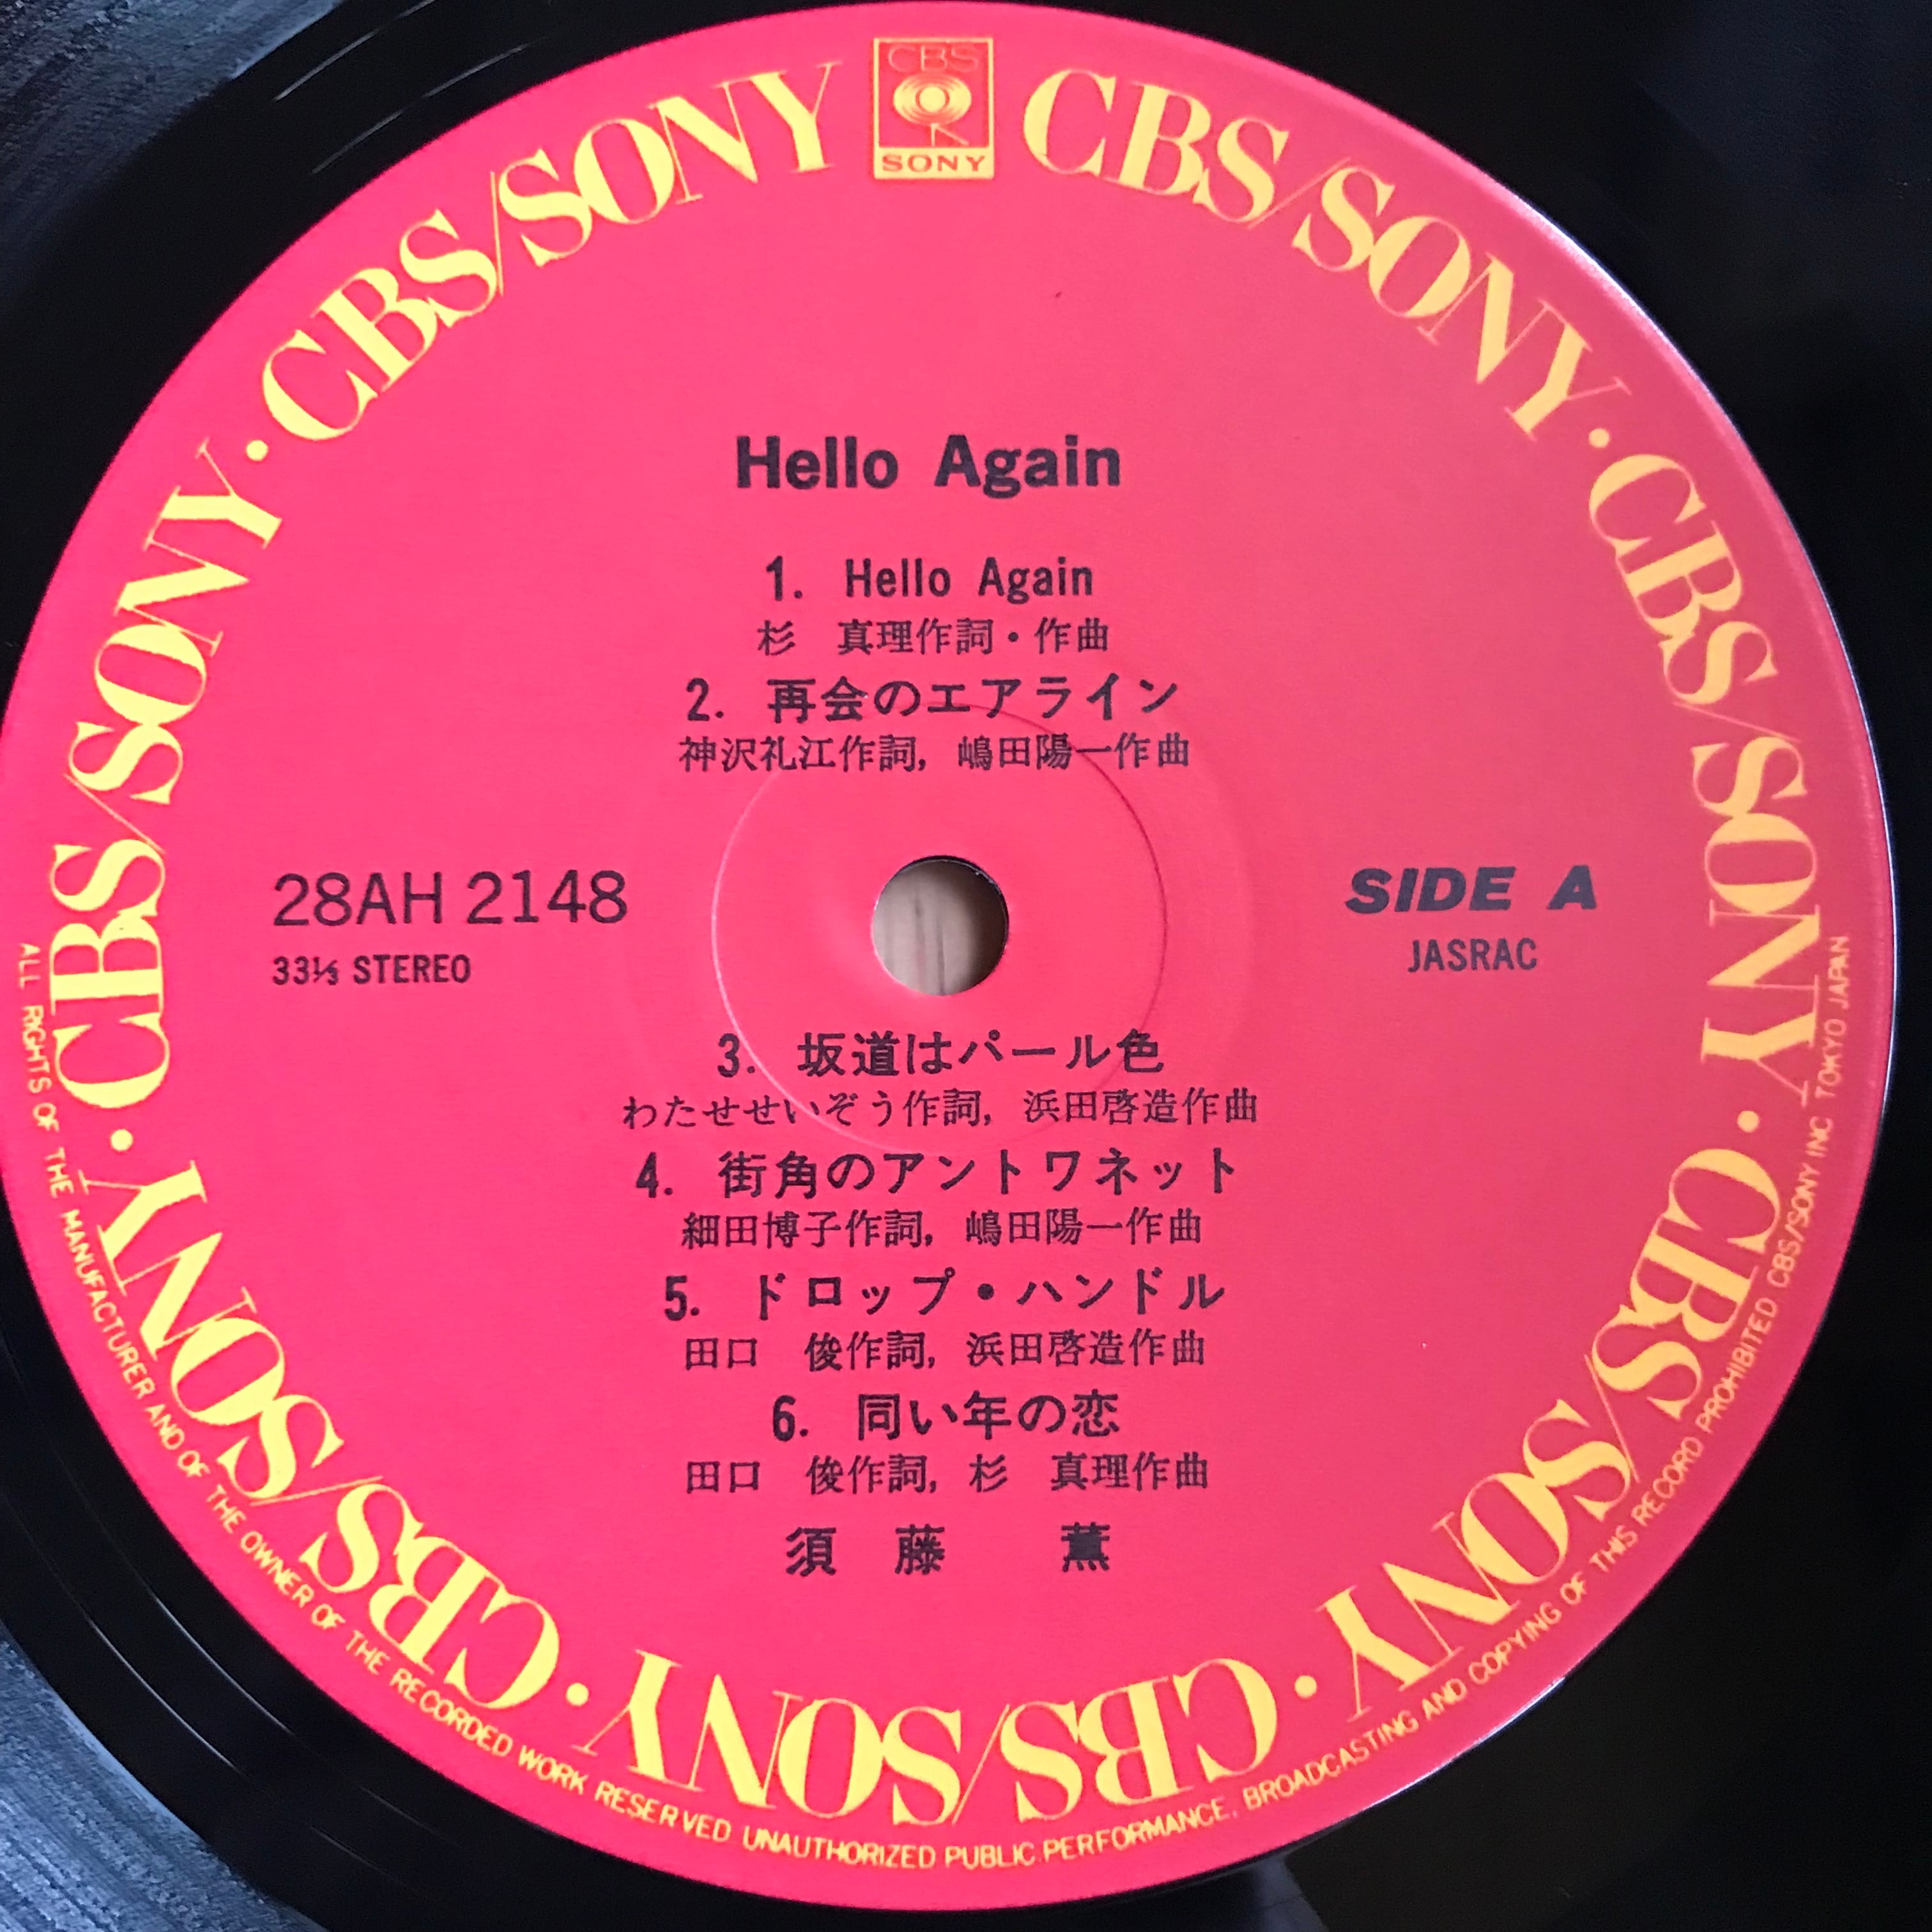 CBS
SONY
CBS/SONY · CBS/SONY · CBS/SONY · CBS/SONY · CBS/SONY · CBS/SONY · CBS/SONY · CBS/SONY
Hello Again
1. Hello Again
杉 真理作詞・作曲
2. 再会のエアライン
神沢礼江作詞, 嶋田陽一作曲
28AH 2148
33⅓ STEREO
SIDE A
JASRAC
3. 坂道はパール色
わたせせいぞう作詞, 浜田啓造作曲
4. 街角のアントワネット
細田博子作詞, 嶋田陽一作曲
5. ドロップ・ハンドル
田口 俊作詞, 浜田啓造作曲
6. 同い年の恋
田口 俊作詞, 杉 真理作曲
須藤 薫
ALL RIGHTS OF THE MANUFACTURER AND OF THE OWNER OF THE RECORDED WORK RESERVED UNAUTHORIZED PUBLIC PERFORMANCE, BROADCASTING AND COPYING OF THIS RECORD PROHIBITED CBS/SONY INC TOKYO JAPAN